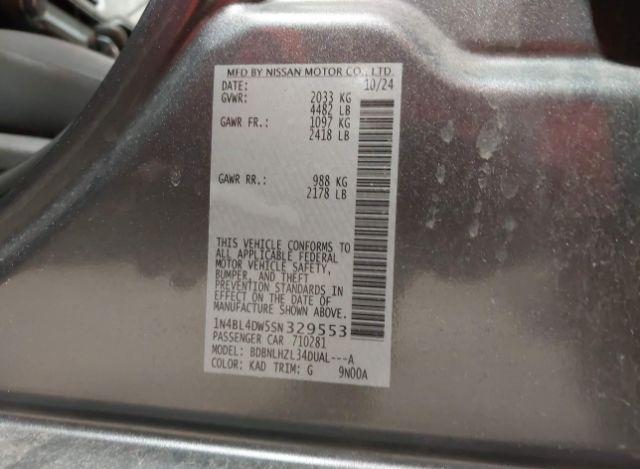 MFD BY NISSAN MOTOR CO., LTD.
DATE: 10/24
GVWR: 2033 KG
4482 LB
GAWR FR.: 1097 KG
2418 LB
GAWR RR.: 988 KG
2178 LB
THIS VEHICLE CONFORMS TO
ALL APPLICABLE FEDERAL
MOTOR VEHICLE SAFETY,
BUMPER, AND THEFT
PREVENTION STANDARDS IN
EFFECT ON THE DATE OF
MANUFACTURE SHOWN ABOVE.
1N4BL4DW5SN329553
PASSENGER CAR 710281
MODEL: BDBNLHZL34DUAL---A
COLOR: KAD TRIM: G 9N00A